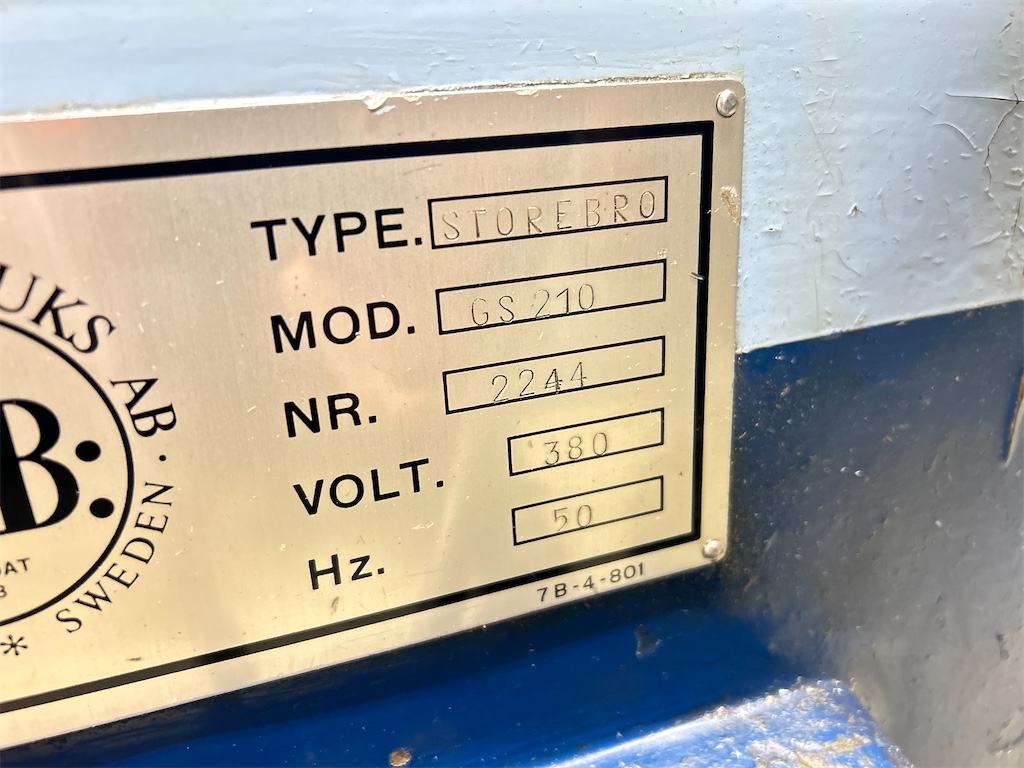 TYPE. STOREBRO
MOD. GS 210
NR. 2244
VOLT. 380
Hz. 50
7B-4-801
UKS AB. SWEDEN *
B: